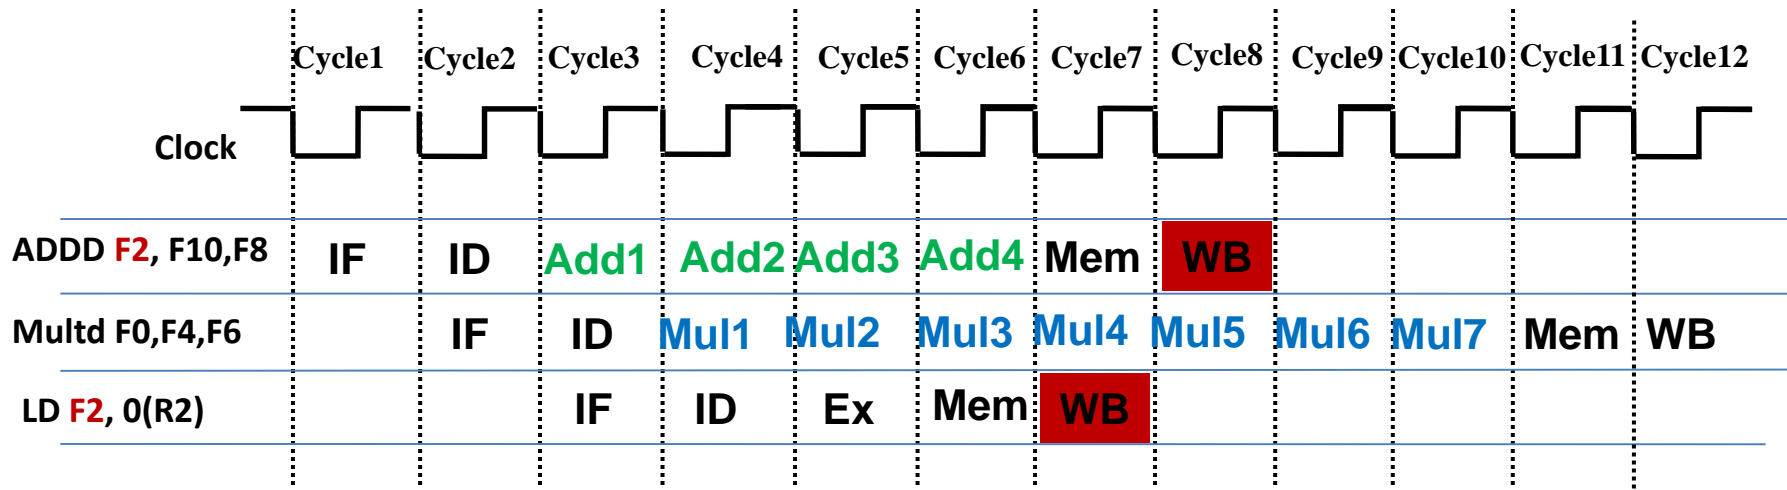 Cycle1 Cycle2 Cycle3 Cycle4 Cycle5 Cycle6 Cycle7 Cycle8 Cycle9 Cycle10 Cycle11 Cycle12
Clock
ADDD F2, F10,F8 IF ID Add1 Add2 Add3 Add4 Mem WB
Multd F0,F4,F6 IF ID Mul1 Mul2 Mul3 Mul4 Mul5 Mul6 Mul7 Mem WB
LD F2, 0(R2) IF ID Ex Mem WB